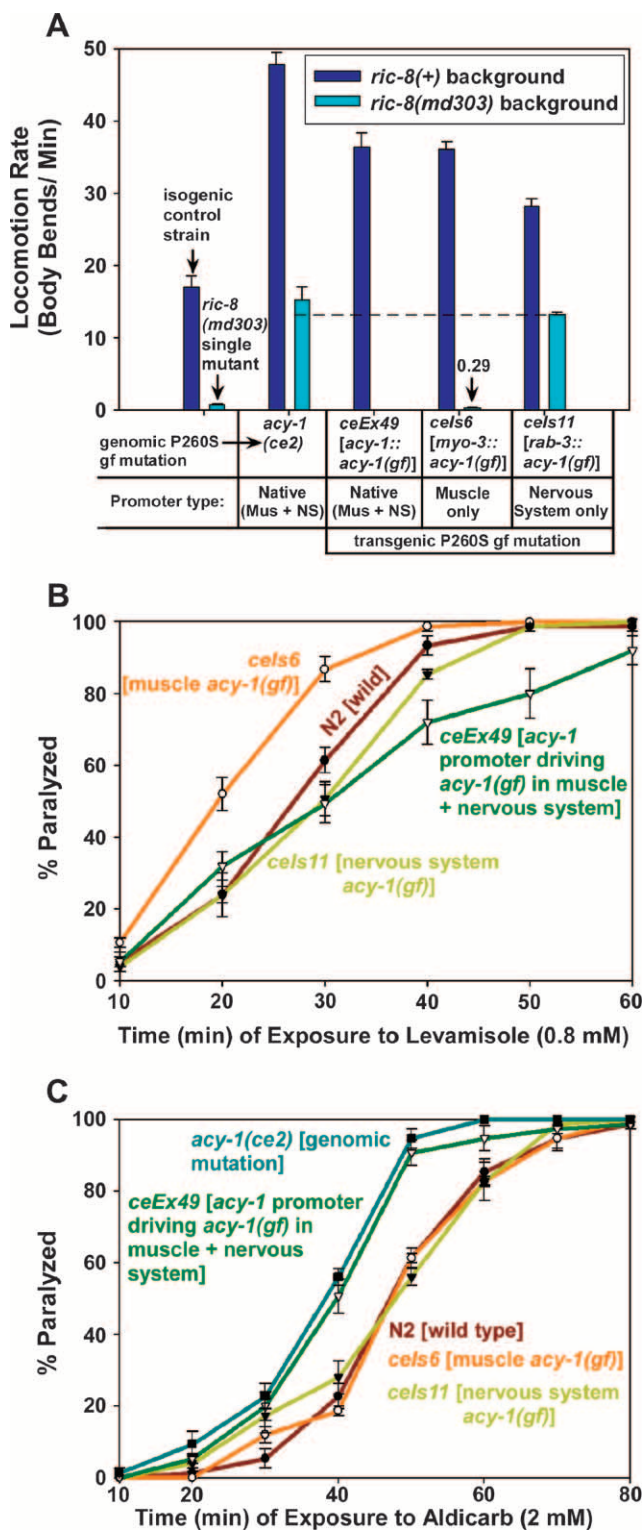 A
Locomotion Rate
(Body Bends/ Min)
50
40
30
20
10
0
ric-8(+) background
ric-8(md303) background
isogenic
control
strain
ric-8
(md303)
single
mutant
0.29
genomic P260S
gf mutation
acy-1
(ce2)
ceEx49
[acy-1::
acy-1(gf)]
ceIs6
[myo-3::
acy-1(gf)]
ceIs11
[rab-3::
acy-1(gf)]
Promoter type:
Native
(Mus + NS)
Native
(Mus + NS)
Muscle
only
Nervous
System only
transgenic P260S gf mutation
B
% Paralyzed
100
80
60
40
20
0
ceIs6
[muscle acy-1(gf)]
N2 [wild]
ceEx49 [acy-1
promoter driving
acy-1(gf) in muscle
+ nervous system]
ceIs11 [nervous system
acy-1(gf)]
10 20 30 40 50 60
Time (min) of Exposure to Levamisole (0.8 mM)
C
% Paralyzed
100
80
60
40
20
0
acy-1(ce2) [genomic
mutation]
ceEx49 [acy-1 promoter
driving acy-1(gf) in
muscle + nervous
system]
N2 [wild type]
ceIs6 [muscle acy-1(gf)]
ceIs11 [nervous system
acy-1(gf)]
10 20 30 40 50 60 70 80
Time (min) of Exposure to Aldicarb (2 mM)